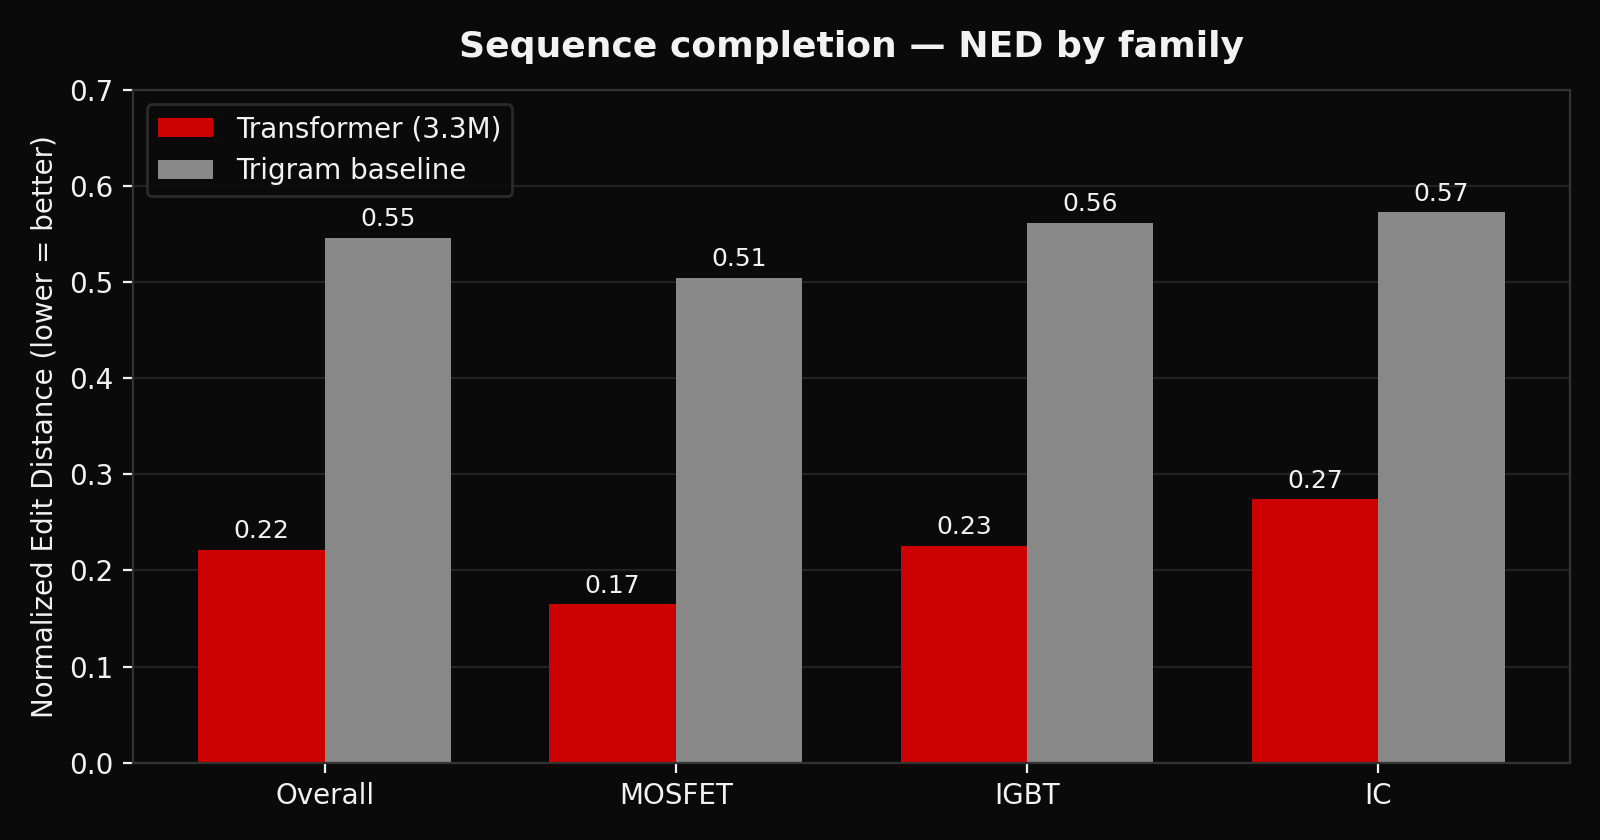 Sequence completion — NED by family
Normalized Edit Distance (lower = better)
0.7
0.6
0.5
0.4
0.3
0.2
0.1
0.0
Transformer (3.3M)
Trigram baseline
0.22
0.55
0.17
0.51
0.23
0.56
0.27
0.57
Overall
MOSFET
IGBT
IC